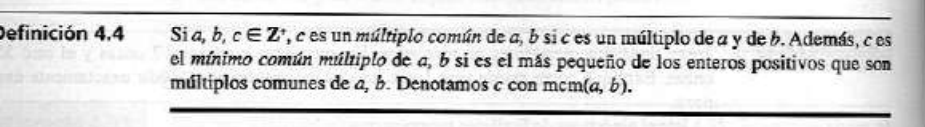 Definición 4.4 Si a, b, c ∈ Z⁺, c es un múltiplo común de a, b si c es un múltiplo de a y de b. Además, c es
el mínimo común múltiplo de a, b si es el más pequeño de los enteros positivos que son
múltiplos comunes de a, b. Denotamos c con mcm(a, b).